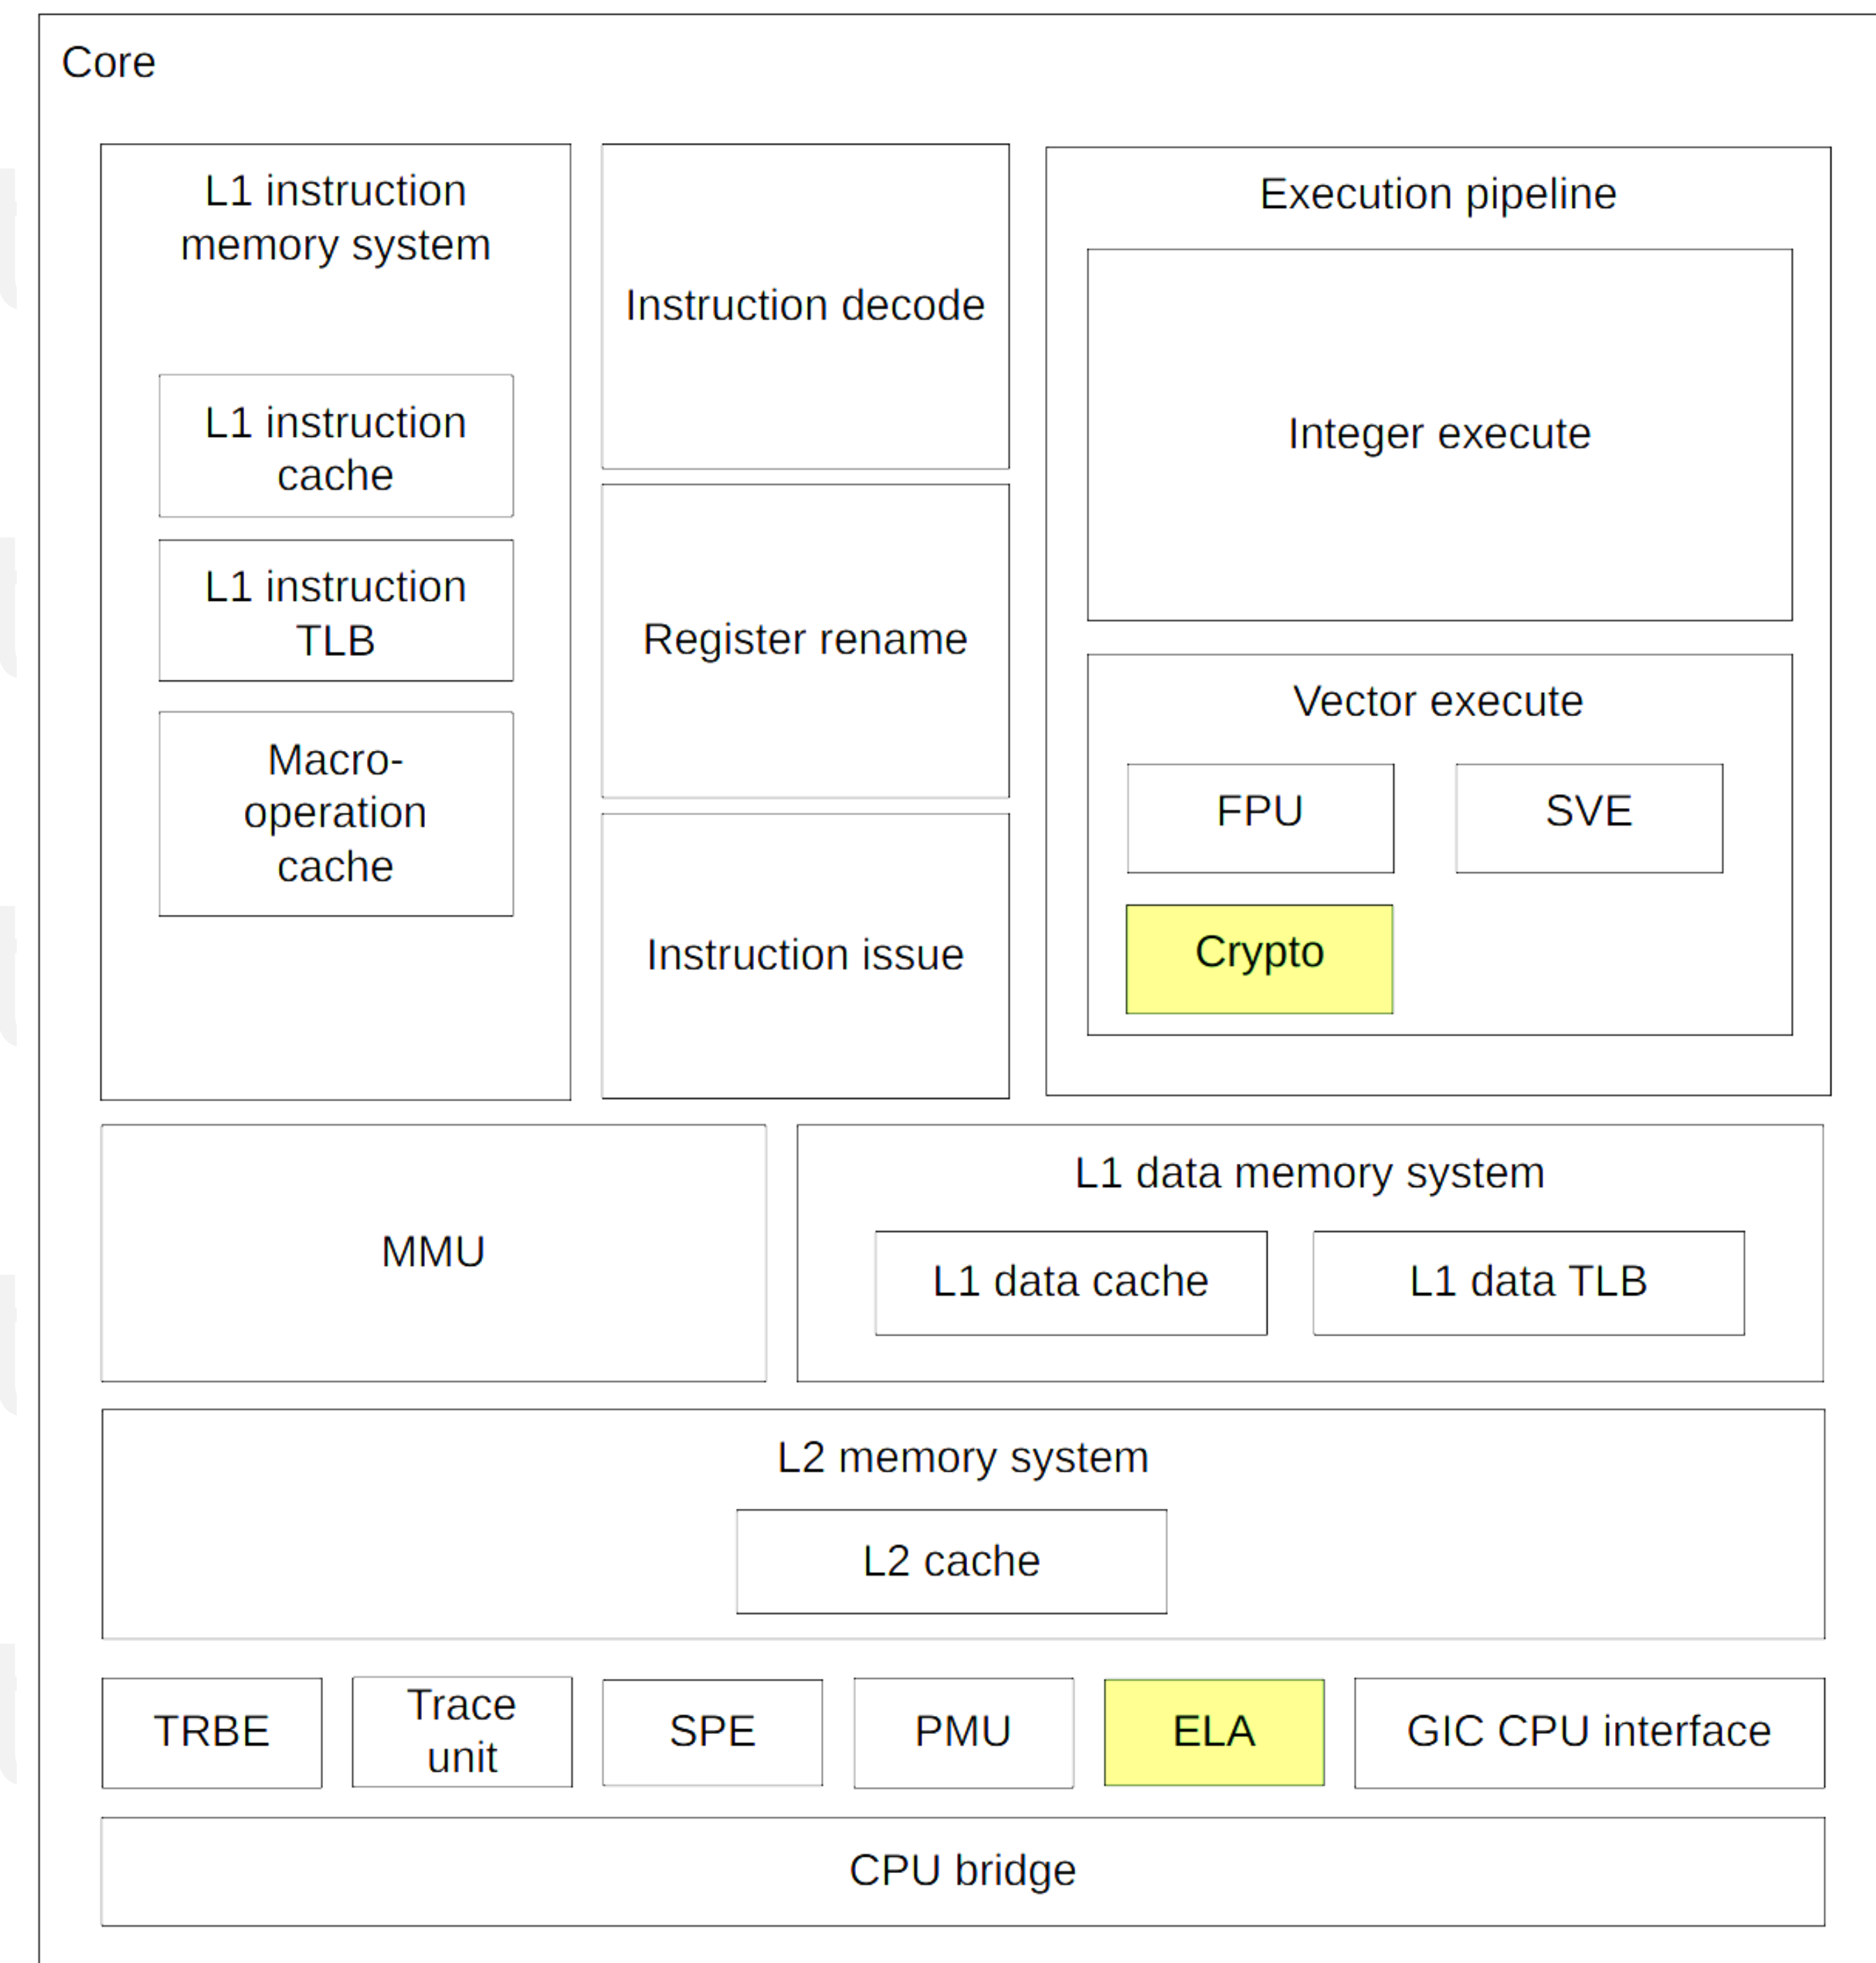 Core
L1 instruction
memory system
L1 instruction
cache
L1 instruction
TLB
Macro-
operation
cache
Instruction decode
Register rename
Instruction issue
Execution pipeline
Integer execute
Vector execute
FPU
SVE
Crypto
MMU
L1 data memory system
L1 data cache
L1 data TLB
L2 memory system
L2 cache
TRBE
Trace
unit
SPE
PMU
ELA
GIC CPU interface
CPU bridge